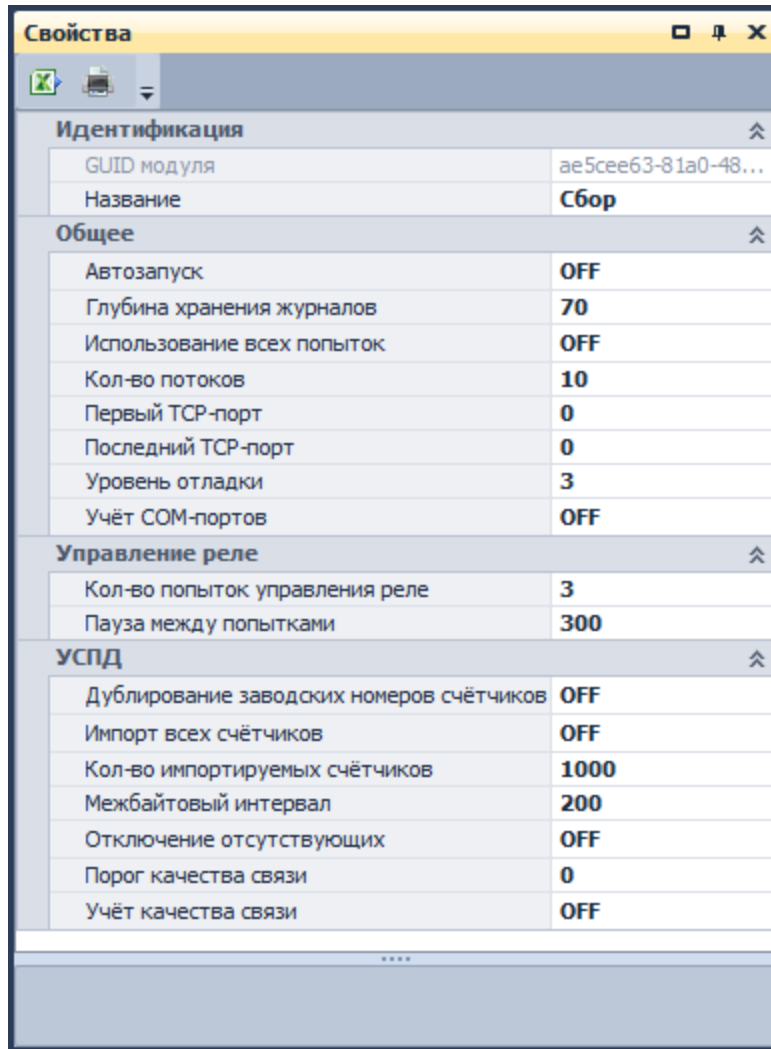 Свойства
Идентификация
GUID модуля ae5cee63-81a0-48...
Название Сбор
Общее
Автозапуск OFF
Глубина хранения журналов 70
Использование всех попыток OFF
Кол-во потоков 10
Первый TCP-порт 0
Последний TCP-порт 0
Уровень отладки 3
Учёт COM-портов OFF
Управление реле
Кол-во попыток управления реле 3
Пауза между попытками 300
УСПД
Дублирование заводских номеров счётчиков OFF
Импорт всех счётчиков OFF
Кол-во импортируемых счётчиков 1000
Межбайтовый интервал 200
Отключение отсутствующих OFF
Порог качества связи 0
Учёт качества связи OFF